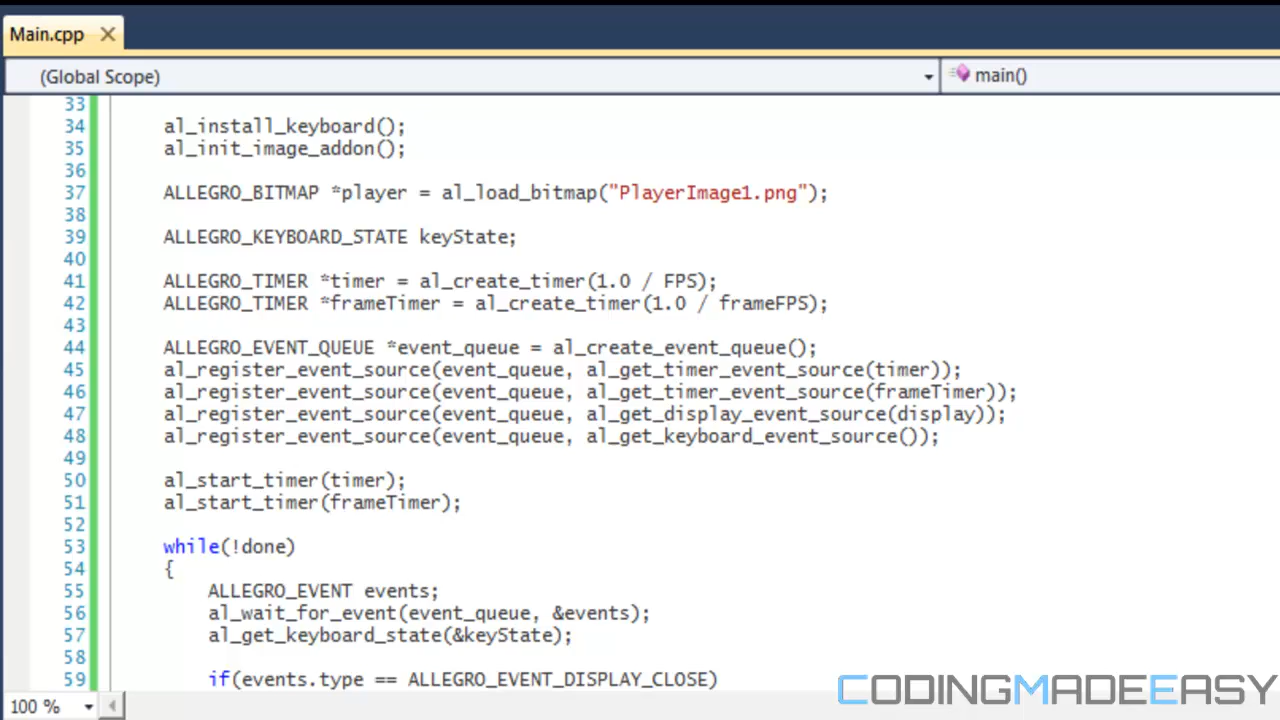 Main.cpp
(Global Scope) main()
33
34 al_install_keyboard();
35 al_init_image_addon();
36
37 ALLEGRO_BITMAP *player = al_load_bitmap("PlayerImage1.png");
38
39 ALLEGRO_KEYBOARD_STATE keyState;
40
41 ALLEGRO_TIMER *timer = al_create_timer(1.0 / FPS);
42 ALLEGRO_TIMER *frameTimer = al_create_timer(1.0 / frameFPS);
43
44 ALLEGRO_EVENT_QUEUE *event_queue = al_create_event_queue();
45 al_register_event_source(event_queue, al_get_timer_event_source(timer));
46 al_register_event_source(event_queue, al_get_timer_event_source(frameTimer));
47 al_register_event_source(event_queue, al_get_display_event_source(display));
48 al_register_event_source(event_queue, al_get_keyboard_event_source());
49
50 al_start_timer(timer);
51 al_start_timer(frameTimer);
52
53 while(!done)
54 {
55 ALLEGRO_EVENT events;
56 al_wait_for_event(event_queue, &events);
57 al_get_keyboard_state(&keyState);
58
59 if(events.type == ALLEGRO_EVENT_DISPLAY_CLOSE)
100 %
CODINGMADEEASY